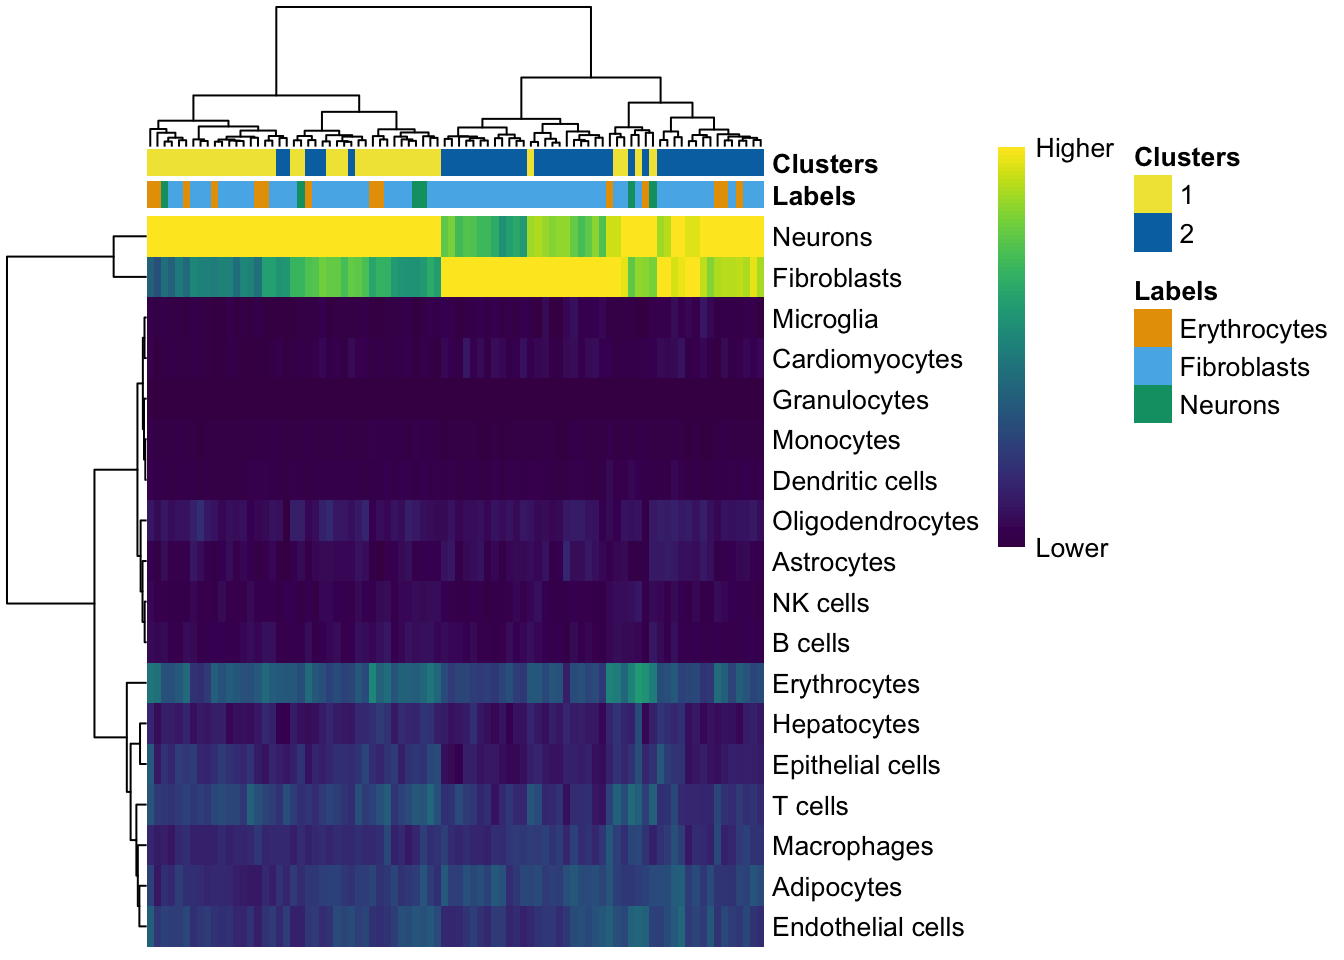 Clusters
Labels
Neurons
Fibroblasts
Microglia
Cardiomyocytes
Granulocytes
Monocytes
Dendritic cells
Oligodendrocytes
Astrocytes
NK cells
B cells
Erythrocytes
Hepatocytes
Epithelial cells
T cells
Macrophages
Adipocytes
Endothelial cells
Higher
Lower
Clusters
1
2
Labels
Erythrocytes
Fibroblasts
Neurons